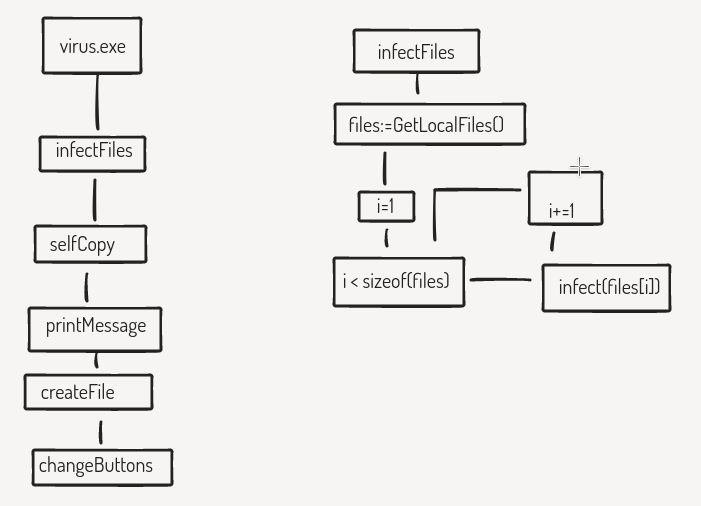 virus.exe
infectFiles
selfCopy
printMessage
createFile
changeButtons
infectFiles
files:=GetLocalFiles()
i=1
i+=1
i < sizeof(files)
infect(files[i])